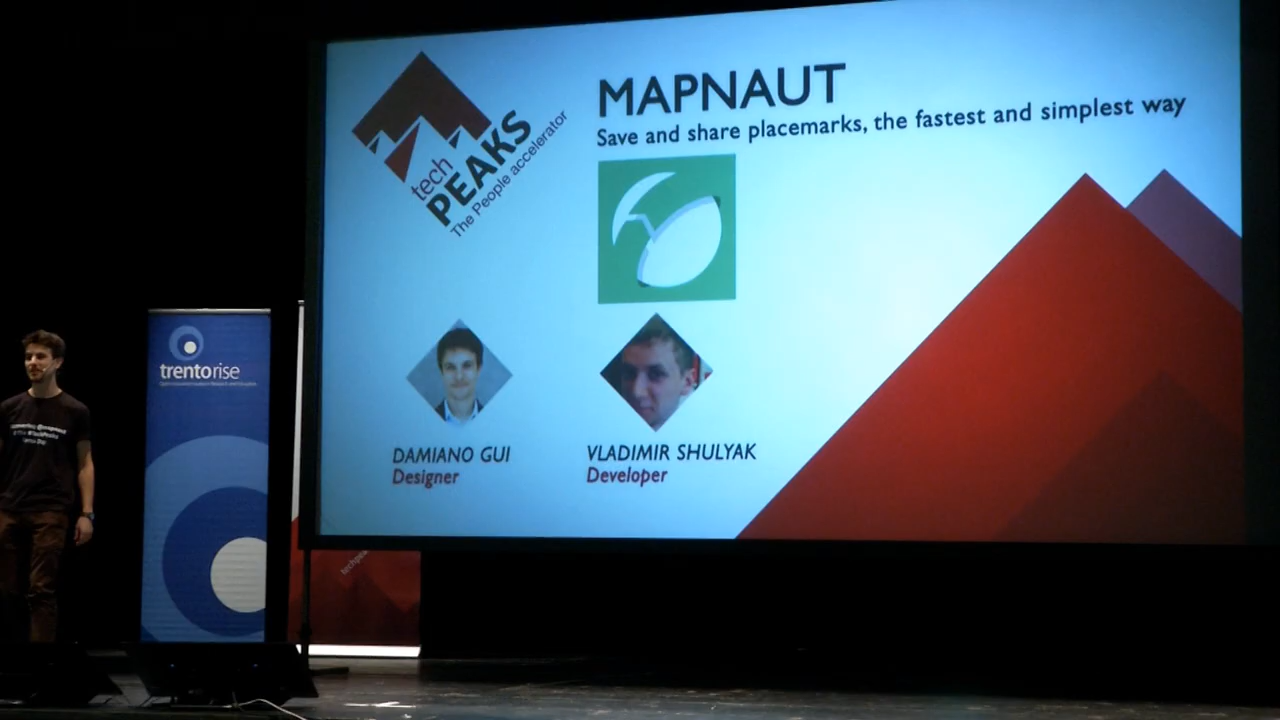 tech
PEAKS
The People accelerator
MAPNAUT
Save and share placemarks, the fastest and simplest way
DAMIANO GUI
Designer
VLADIMIR SHULYAK
Developer
trentorise